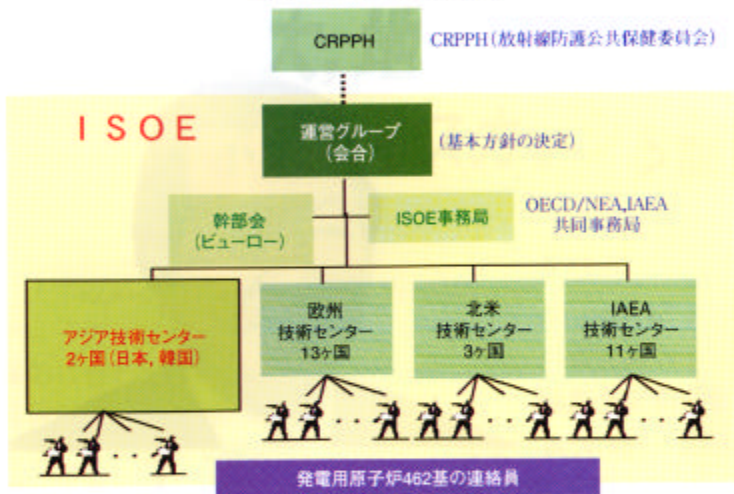 CRPPH
CRPPH(放射線防護公共保健委員会)
ISOE
運営グループ
(会合)
(基本方針の決定)
幹部会
(ビューロー)
ISOE事務局
OECD/NEA,IAEA
共同事務局
アジア技術センター
2ヶ国(日本,韓国)
欧州
技術センター
13ヶ国
北米
技術センター
3ヶ国
IAEA
技術センター
11ヶ国
発電用原子炉462基の連絡員